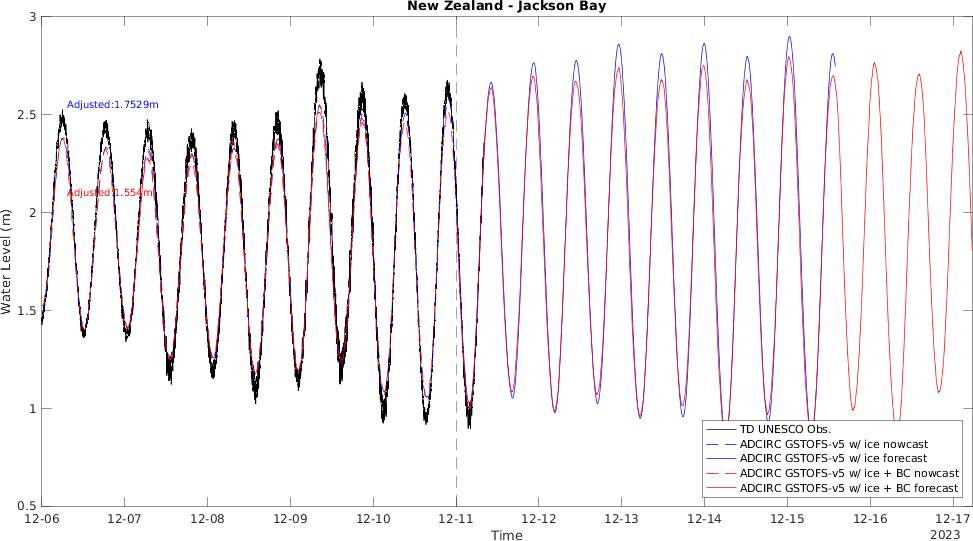 New Zealand - Jackson Bay
3
2.5
2
1.5
1
0.5
Water Level (m)
Adjusted:1.7529m
Adjusted:1.554m
TD UNESCO Obs.
ADCIRC GSTOFS-v5 w/ ice nowcast
ADCIRC GSTOFS-v5 w/ ice forecast
ADCIRC GSTOFS-v5 w/ ice + BC nowcast
ADCIRC GSTOFS-v5 w/ ice + BC forecast
12-06 12-07 12-08 12-09 12-10 12-11 12-12 12-13 12-14 12-15 12-16 12-17
Time
2023